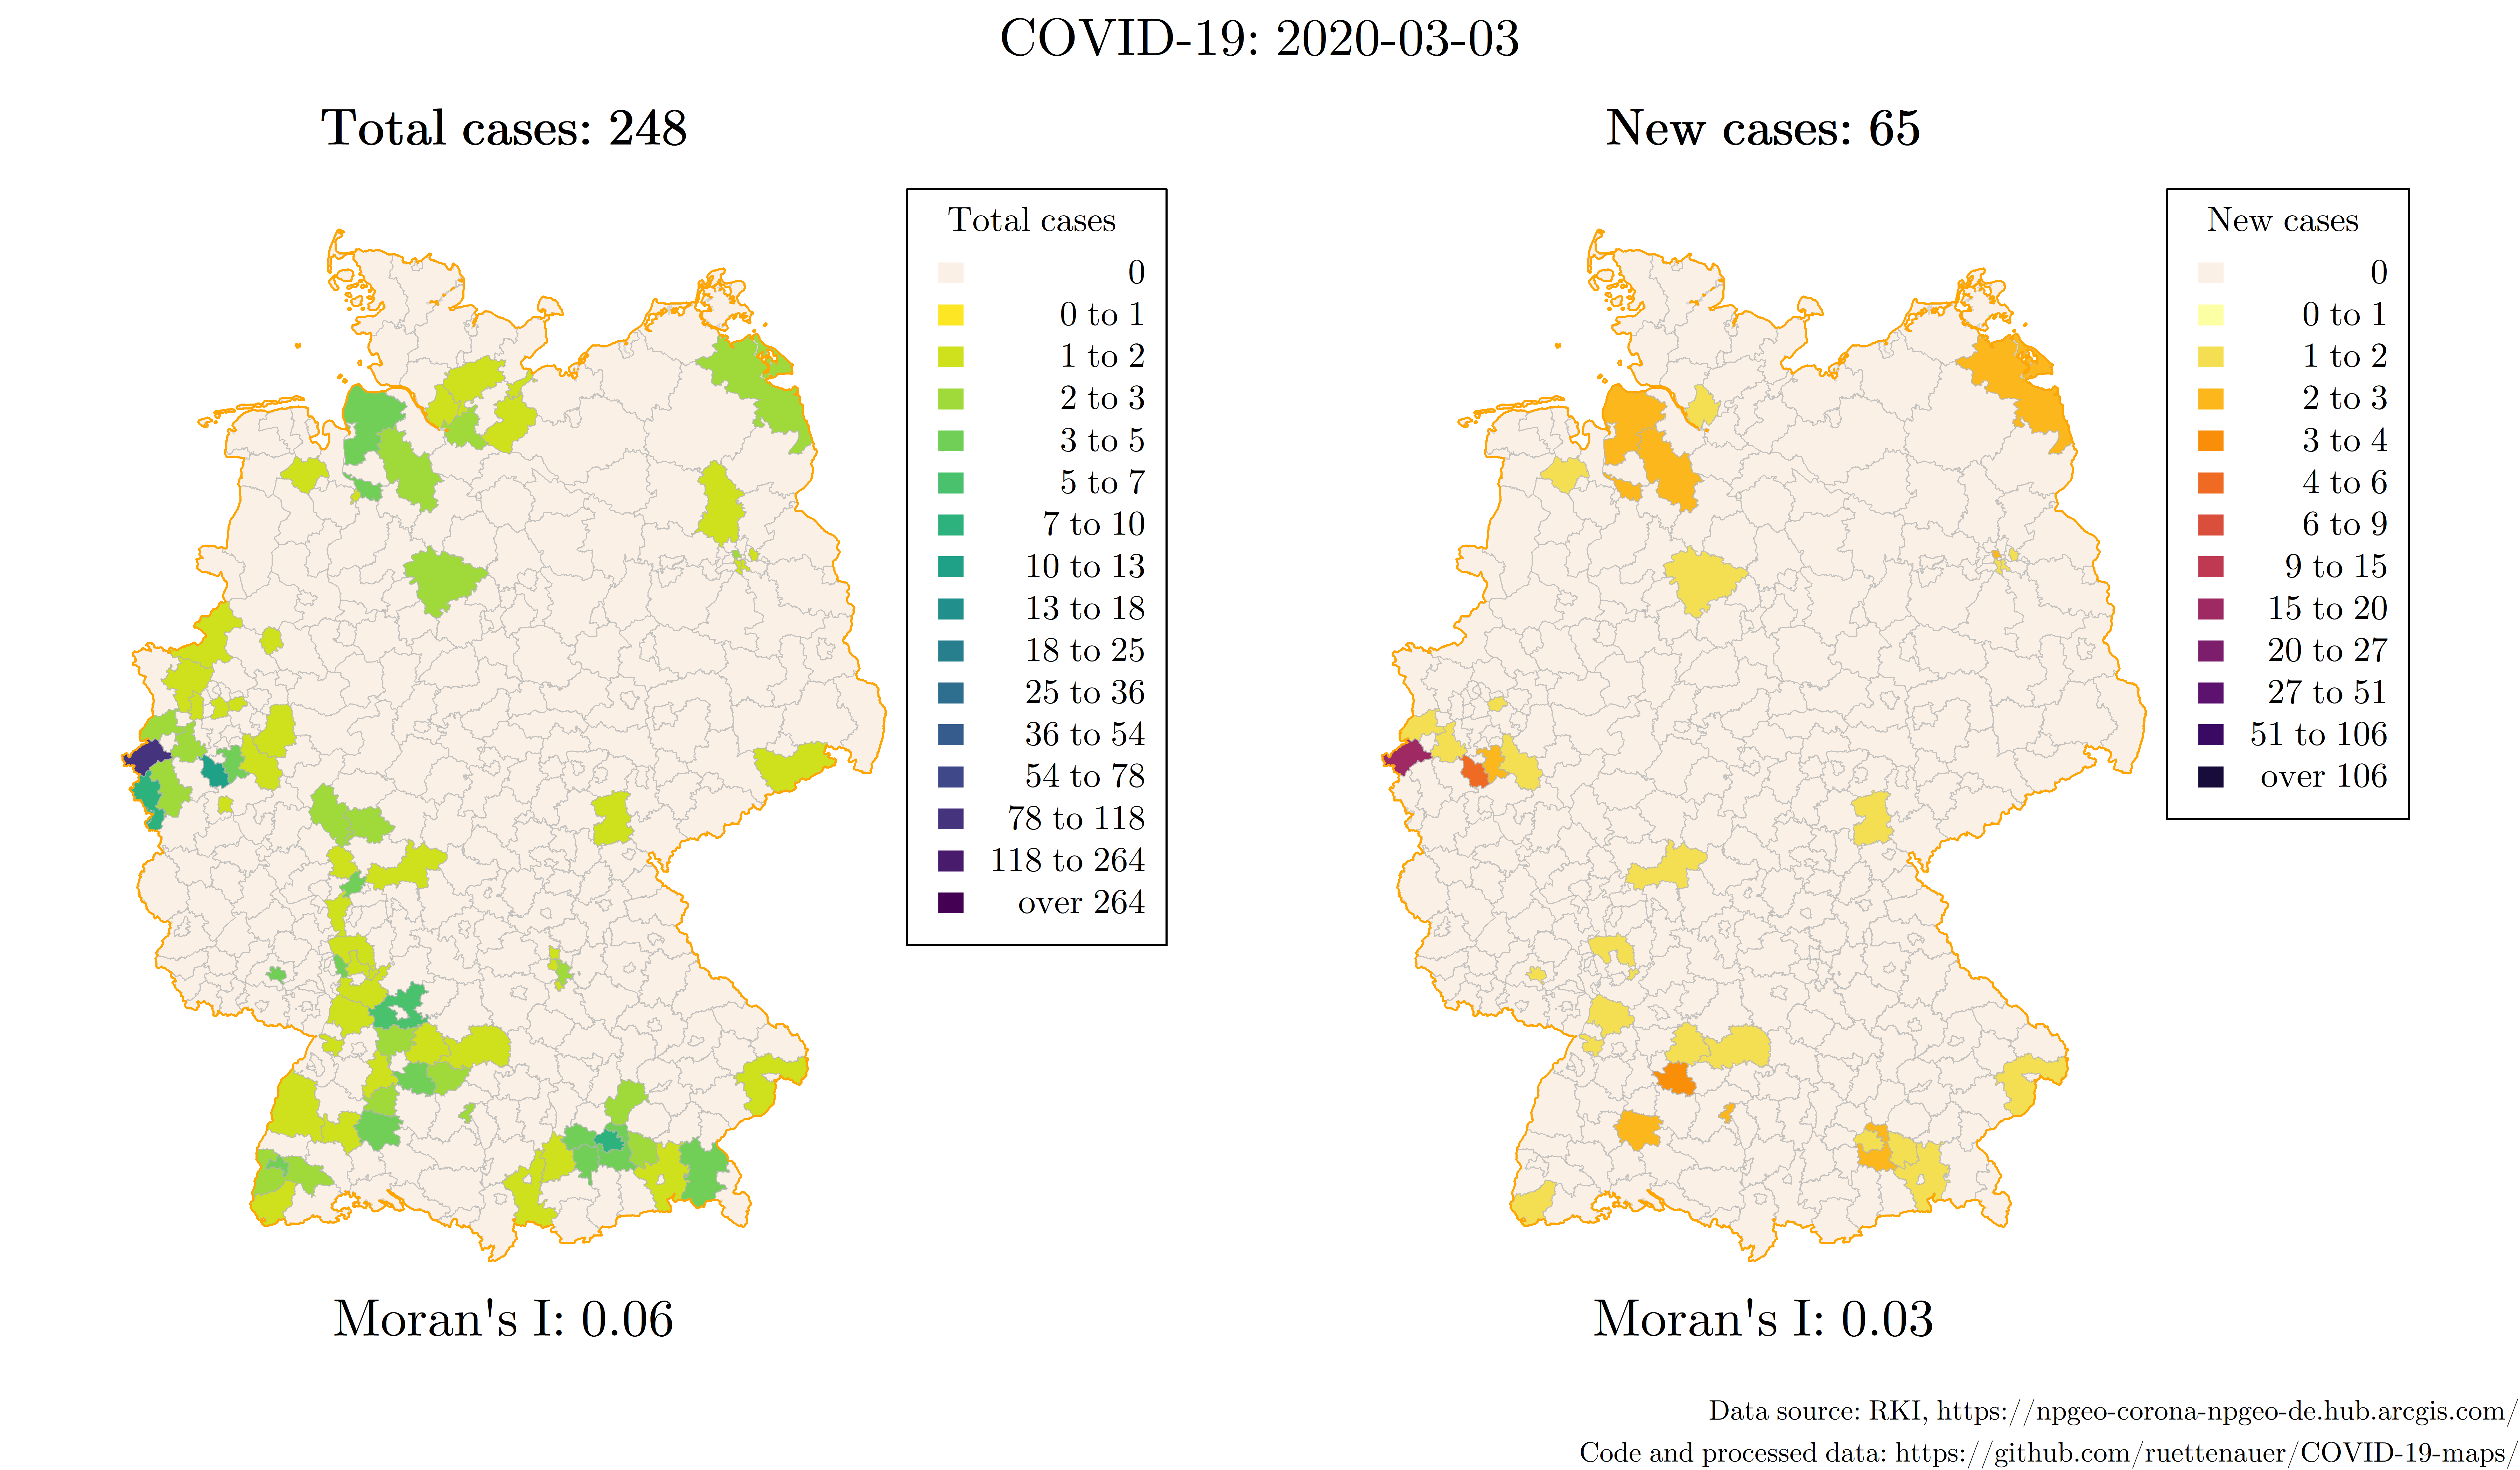 COVID-19: 2020-03-03
Total cases: 248
Total cases
0
0 to 1
1 to 2
2 to 3
3 to 5
5 to 7
7 to 10
10 to 13
13 to 18
18 to 25
25 to 36
36 to 54
54 to 78
78 to 118
118 to 264
over 264
Moran's I: 0.06
New cases: 65
New cases
0
0 to 1
1 to 2
2 to 3
3 to 4
4 to 6
6 to 9
9 to 15
15 to 20
20 to 27
27 to 51
51 to 106
over 106
Moran's I: 0.03
Data source: RKI, https://npgeo-corona-npgeo-de.hub.arcgis.com/
Code and processed data: https://github.com/ruettenauer/COVID-19-maps/